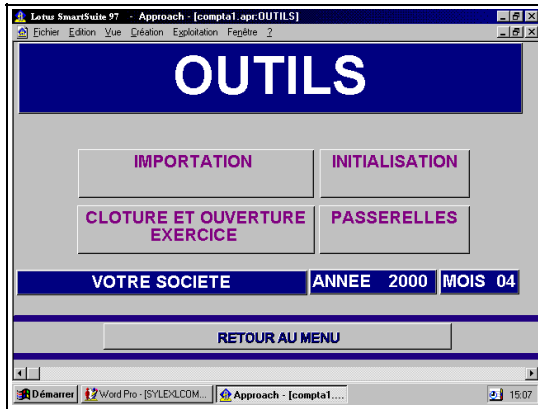 Lotus SmartSuite 97 - Approach - [compta1.apr:OUTILS]
Eichier Edition Vue Création Exploitation Fenêtre ?
OUTILS
IMPORTATION
INITIALISATION
CLOTURE ET OUVERTURE
EXERCICE
PASSERELLES
VOTRE SOCIETE
ANNEE 2000
MOIS 04
RETOUR AU MENU
Démarrer
Word Pro - [SYLEXLCOM...
Approach - [compta1....
15:07